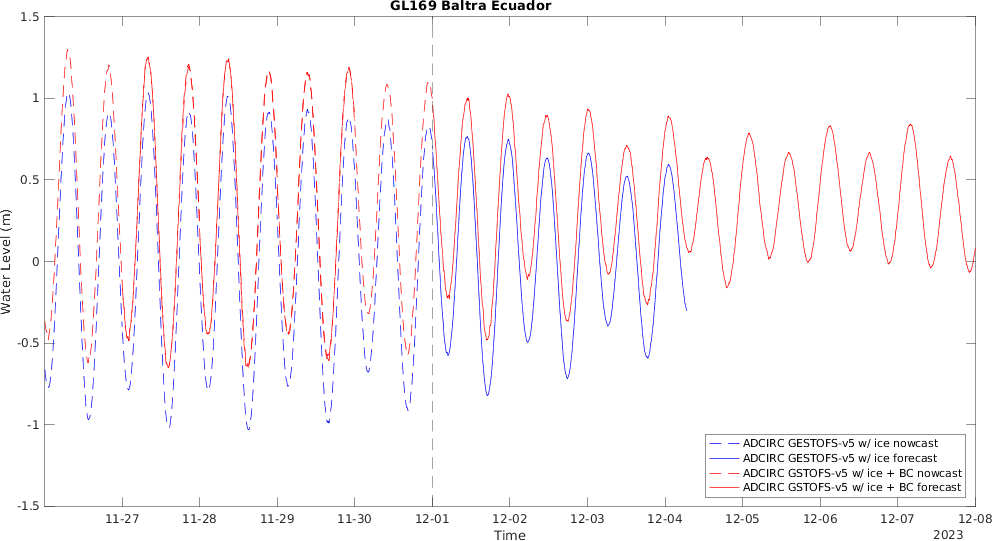 GL169 Baltra Ecuador
1.5
1
0.5
0
-0.5
-1
-1.5
Water Level (m)
11-27 11-28 11-29 11-30 12-01 12-02 12-03 12-04 12-05 12-06 12-07 12-08
Time
2023
ADCIRC GESTOFS-v5 w/ ice nowcast
ADCIRC GESTOFS-v5 w/ ice forecast
ADCIRC GSTOFS-v5 w/ ice + BC nowcast
ADCIRC GSTOFS-v5 w/ ice + BC forecast